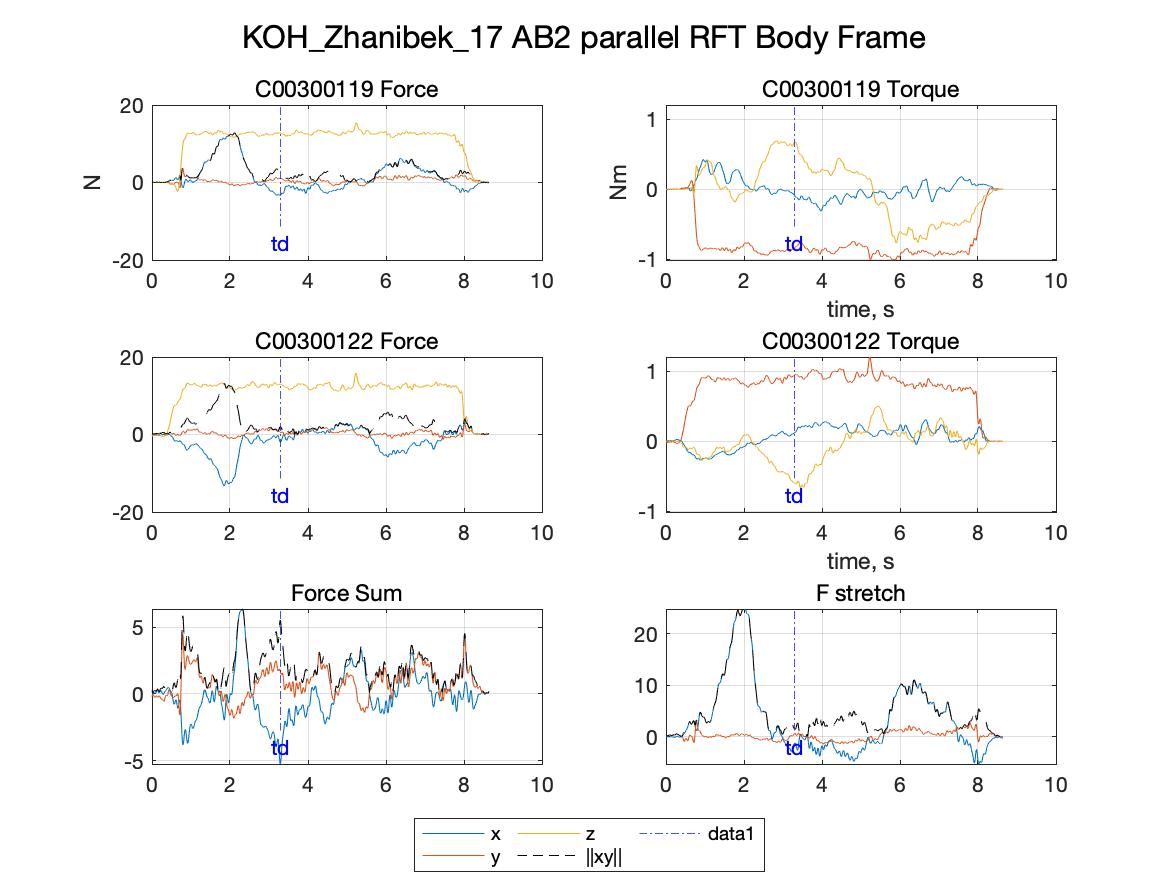 KOH_Zhanibek_17 AB2 parallel RFT Body Frame
C00300119 Force
20
0
-20
N
td
0 2 4 6 8 10
C00300119 Torque
1
0
-1
Nm
td
0 2 4 6 8 10
time, s
C00300122 Force
20
0
-20
td
0 2 4 6 8 10
C00300122 Torque
1
0
-1
td
0 2 4 6 8 10
time, s
Force Sum
5
0
-5
td
0 2 4 6 8 10
F stretch
20
10
0
td
0 2 4 6 8 10
x z data1
y ||xy||